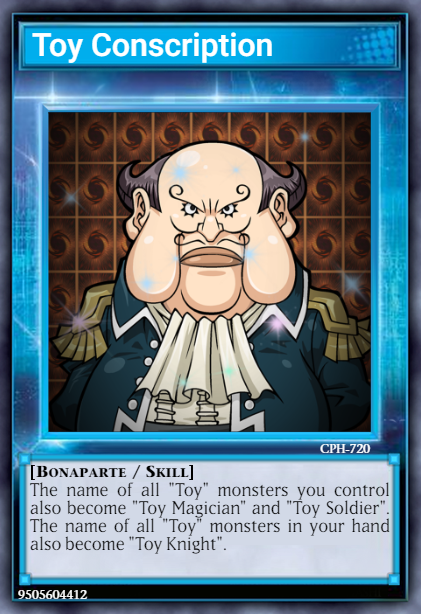 Toy Conscription
CPH-720
[BONAPARTE / SKILL]
The name of all "Toy" monsters you control
also become "Toy Magician" and "Toy Soldier".
The name of all "Toy" monsters in your hand
also become "Toy Knight".
9505604412